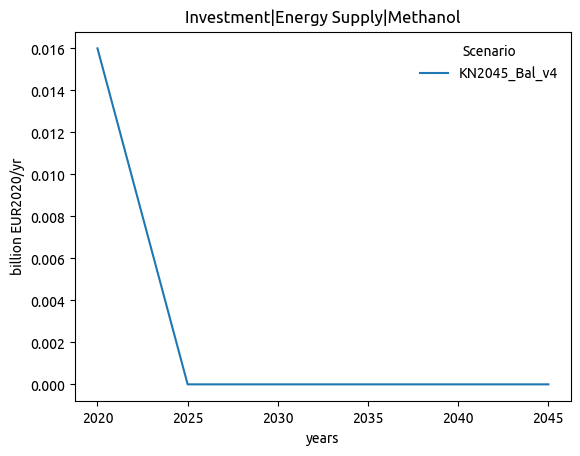 Investment|Energy Supply|Methanol
Scenario
KN2045_Bal_v4
billion EUR2020/yr
0.016
0.014
0.012
0.010
0.008
0.006
0.004
0.002
0.000
2020 2025 2030 2035 2040 2045
years